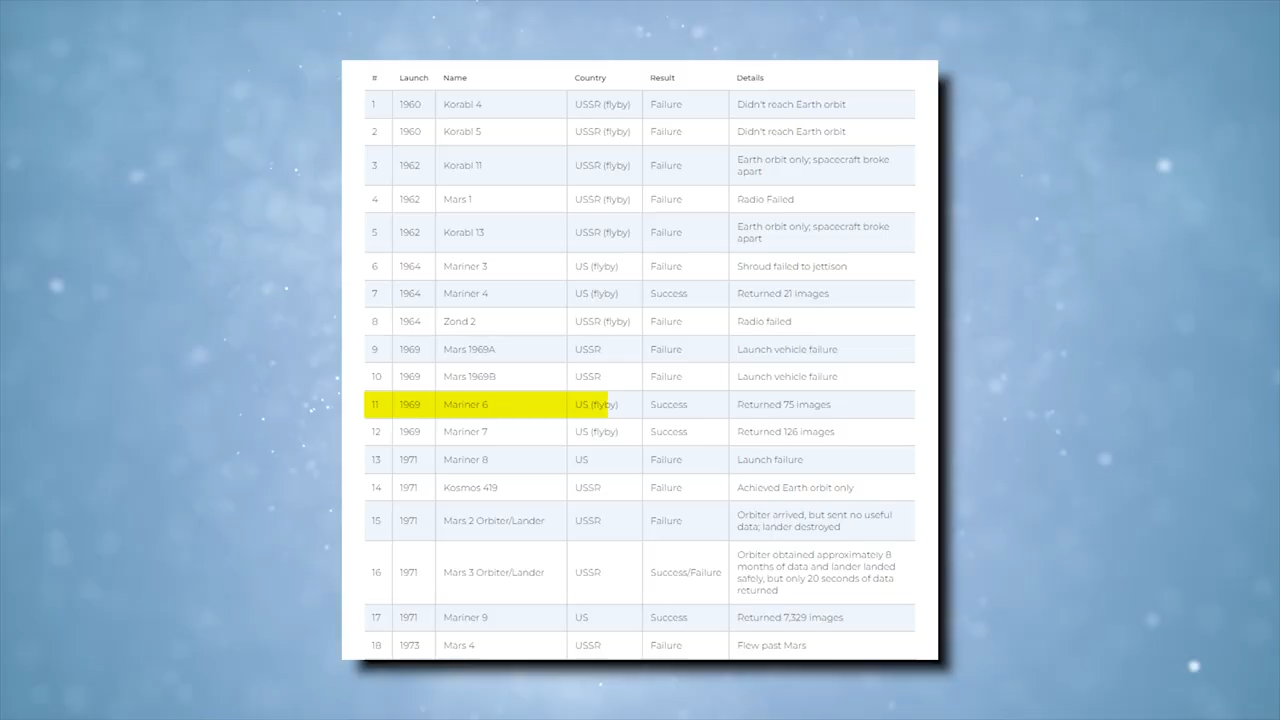 # Launch Name Country Result Details
1 1960 Korabl 4 USSR (flyby) Failure Didn't reach Earth orbit
2 1960 Korabl 5 USSR (flyby) Failure Didn't reach Earth orbit
3 1962 Korabl 11 USSR (flyby) Failure Earth orbit only; spacecraft broke
apart
4 1962 Mars 1 USSR (flyby) Failure Radio Failed
5 1962 Korabl 13 USSR (flyby) Failure Earth orbit only; spacecraft broke
apart
6 1964 Mariner 3 US (flyby) Failure Shroud failed to jettison
7 1964 Mariner 4 US (flyby) Success Returned 21 images
8 1964 Zond 2 USSR (flyby) Failure Radio failed
9 1969 Mars 1969A USSR Failure Launch vehicle failure
10 1969 Mars 1969B USSR Failure Launch vehicle failure
11 1969 Mariner 6 US (flyby) Success Returned 75 images
12 1969 Mariner 7 US (flyby) Success Returned 126 images
13 1971 Mariner 8 US Failure Launch failure
14 1971 Kosmos 419 USSR Failure Achieved Earth orbit only
15 1971 Mars 2 Orbiter/Lander USSR Failure Orbiter arrived, but sent no useful
data; lander destroyed
16 1971 Mars 3 Orbiter/Lander USSR Success/Failure Orbiter obtained approximately 8
months of data and lander landed
safely, but only 20 seconds of data
returned
17 1971 Mariner 9 US Success Returned 7,329 images
18 1973 Mars 4 USSR Failure Flew past Mars